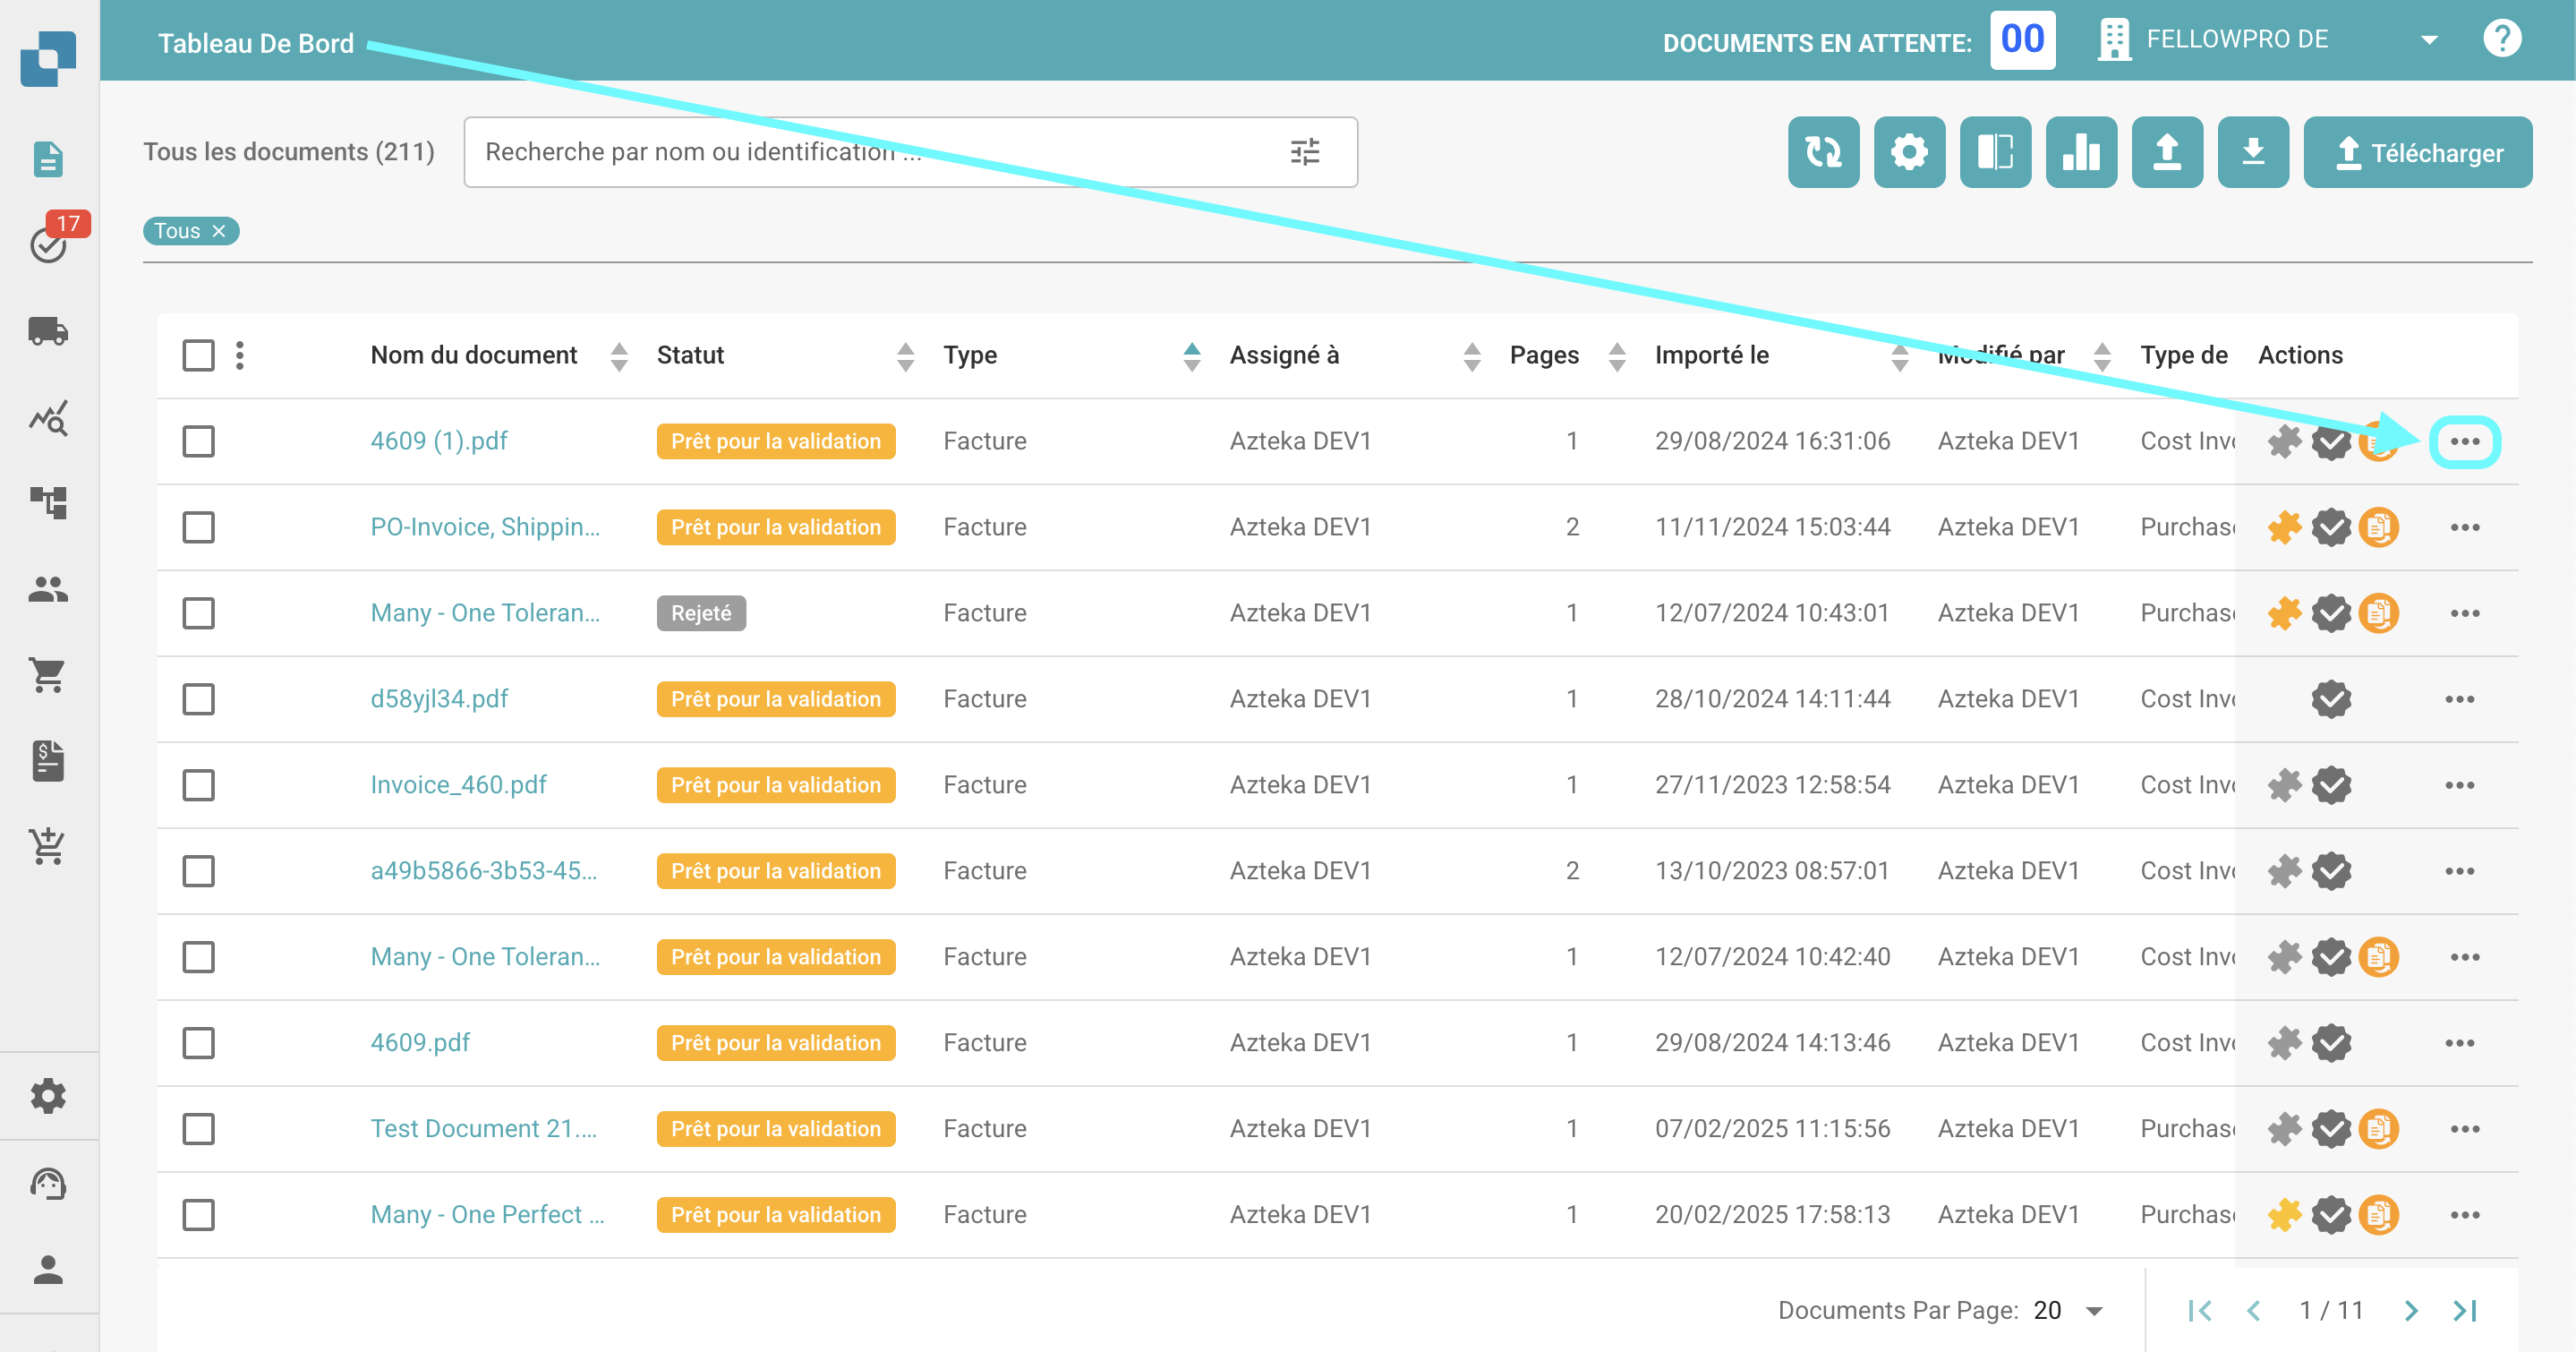 Tableau De Bord
DOCUMENTS EN ATTENTE: 00 FELLOWPRO DE ?
Tous les documents (211) Recherche par nom ou identification ... Télécharger
17
Tous ×
Nom du document Statut Type Assigné à Pages Importé le Modifié par Type de Actions
4609 (1).pdf Prêt pour la validation Facture Azteka DEV1 1 29/08/2024 16:31:06 Azteka DEV1 Cost Invo
PO-Invoice, Shippin... Prêt pour la validation Facture Azteka DEV1 2 11/11/2024 15:03:44 Azteka DEV1 Purchase
Many - One Toleran... Rejeté Facture Azteka DEV1 1 12/07/2024 10:43:01 Azteka DEV1 Purchase
d58yjl34.pdf Prêt pour la validation Facture Azteka DEV1 1 28/10/2024 14:11:44 Azteka DEV1 Cost Invo
Invoice_460.pdf Prêt pour la validation Facture Azteka DEV1 1 27/11/2023 12:58:54 Azteka DEV1 Cost Invo
a49b5866-3b53-45... Prêt pour la validation Facture Azteka DEV1 2 13/10/2023 08:57:01 Azteka DEV1 Cost Invo
Many - One Toleran... Prêt pour la validation Facture Azteka DEV1 1 12/07/2024 10:42:40 Azteka DEV1 Cost Invo
4609.pdf Prêt pour la validation Facture Azteka DEV1 1 29/08/2024 14:13:46 Azteka DEV1 Cost Invo
Test Document 21.... Prêt pour la validation Facture Azteka DEV1 1 07/02/2025 11:15:56 Azteka DEV1 Purchase
Many - One Perfect ... Prêt pour la validation Facture Azteka DEV1 1 20/02/2025 17:58:13 Azteka DEV1 Purchase
Documents Par Page: 20 1 / 11